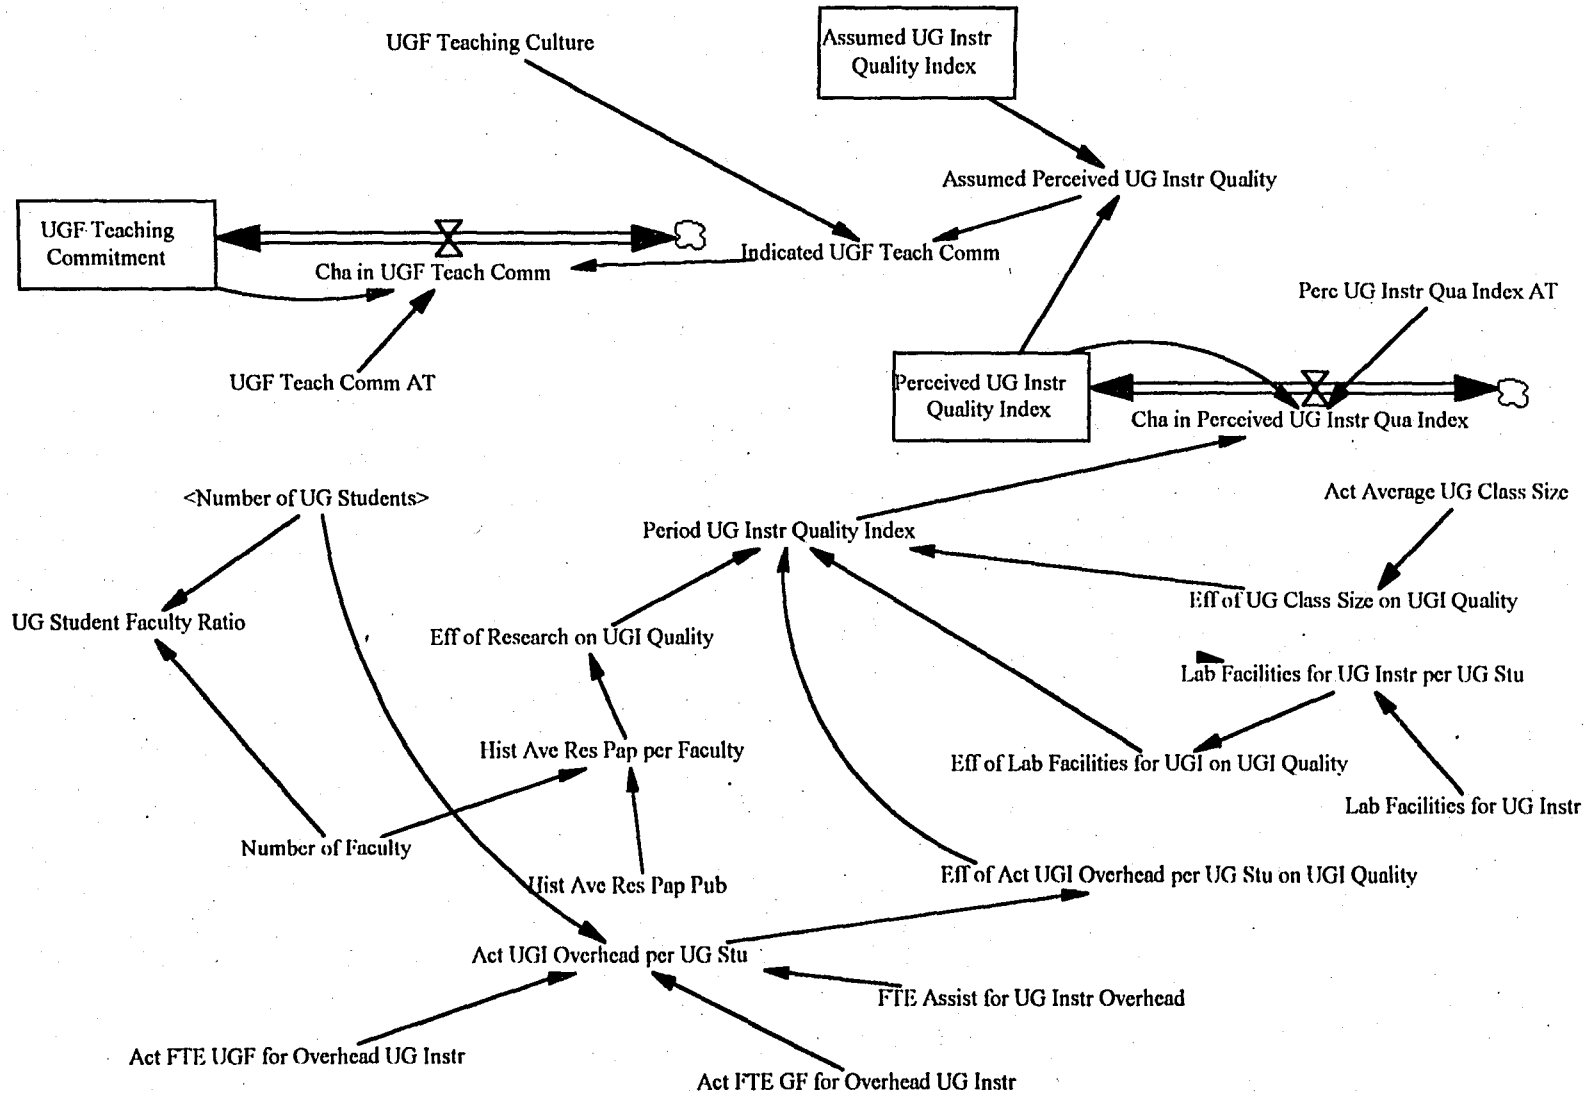 UGF Teaching Culture
Assumed UG Instr
Quality Index
Assumed Perceived UG Instr Quality
UGF Teaching
Commitment
Cha in UGF Teach Comm
Indicated UGF Teach Comm
Perc UG Instr Qua Index AT
UGF Teach Comm AT
Perceived UG Instr
Quality Index
Cha in Perceived UG Instr Qua Index
<Number of UG Students>
Act Average UG Class Size
Period UG Instr Quality Index
Eff of UG Class Size on UGI Quality
UG Student Faculty Ratio
Eff of Research on UGI Quality
Lab Facilities for UG Instr per UG Stu
Hist Ave Res Pap per Faculty
Eff of Lab Facilities for UGI on UGI Quality
Lab Facilities for UG Instr
Number of Faculty
Hist Ave Res Pap Pub
Eff of Act UGI Overhead per UG Stu on UGI Quality
Act UGI Overhead per UG Stu
FTE Assist for UG Instr Overhead
Act FTE UGF for Overhead UG Instr
Act FTE GF for Overhead UG Instr